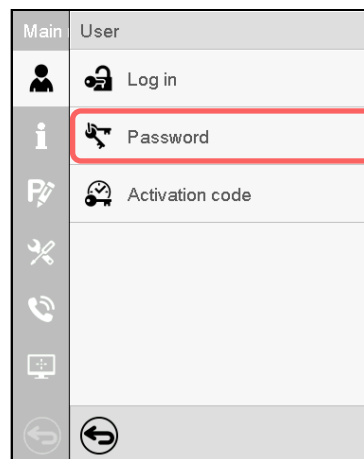 Main
User
Log in
Password
Activation code